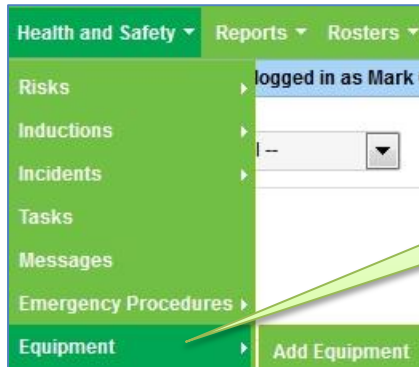 Health and Safety Reports Rosters
Risks logged in as Mark
Inductions
Incidents
Tasks
Messages
Emergency Procedures
Equipment Add Equipment